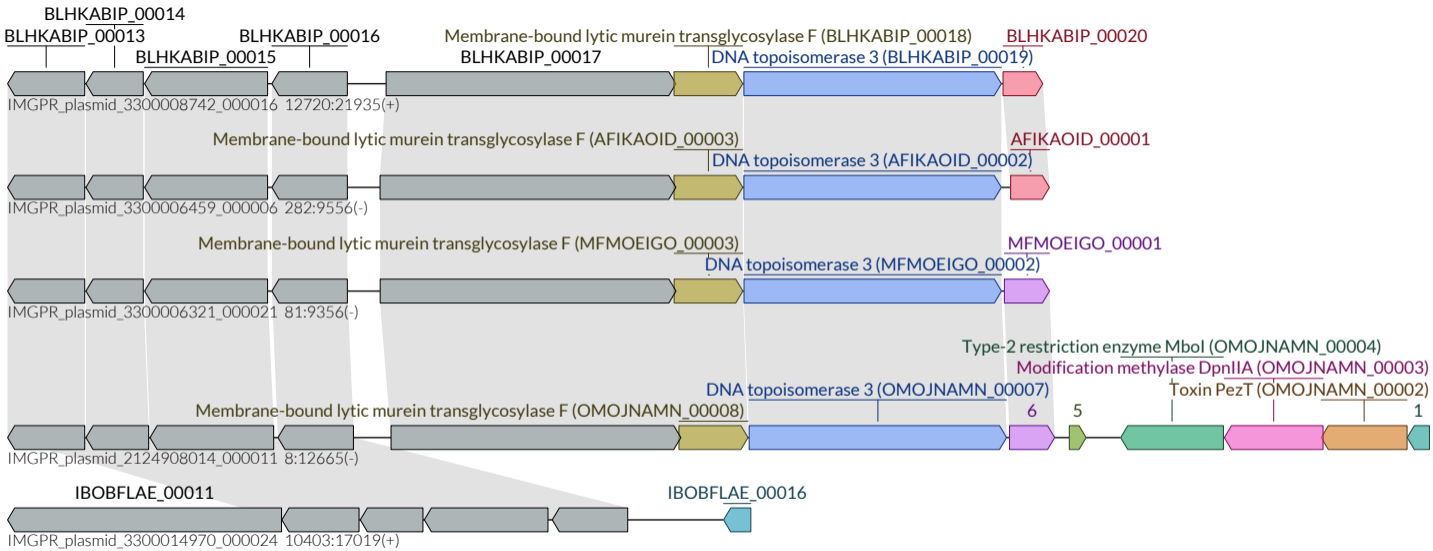 BLHKABIP_00014
BLHKABIP_00013
BLHKABIP_00016
Membrane-bound lytic murein transglycosylase F (BLHKABIP_00018)
BLHKABIP_00020
BLHKABIP_00015
BLHKABIP_00017
DNA topoisomerase 3 (BLHKABIP_00019)
IMGPR_plasmid_3300008742_000016 12720:21935(+)
Membrane-bound lytic murein transglycosylase F (AFIKAOID_00003)
AFIKAOID_00001
DNA topoisomerase 3 (AFIKAOID_00002)
IMGPR_plasmid_3300006459_000006 282:9556(-)
Membrane-bound lytic murein transglycosylase F (MFMOEIGO_00003)
MFMOEIGO_00001
DNA topoisomerase 3 (MFMOEIGO_00002)
IMGPR_plasmid_3300006321_000021 81:9356(-)
Type-2 restriction enzyme MboI (OMOJNAMN_00004)
Modification methylase DpnIIA (OMOJNAMN_00003)
DNA topoisomerase 3 (OMOJNAMN_00007)
Toxin PezT (OMOJNAMN_00002)
Membrane-bound lytic murein transglycosylase F (OMOJNAMN_00008)
6
5
1
IMGPR_plasmid_2124908014_000011 8:12665(-)
IBOBFLAE_00011
IBOBFLAE_00016
IMGPR_plasmid_3300014970_000024 10403:17019(+)